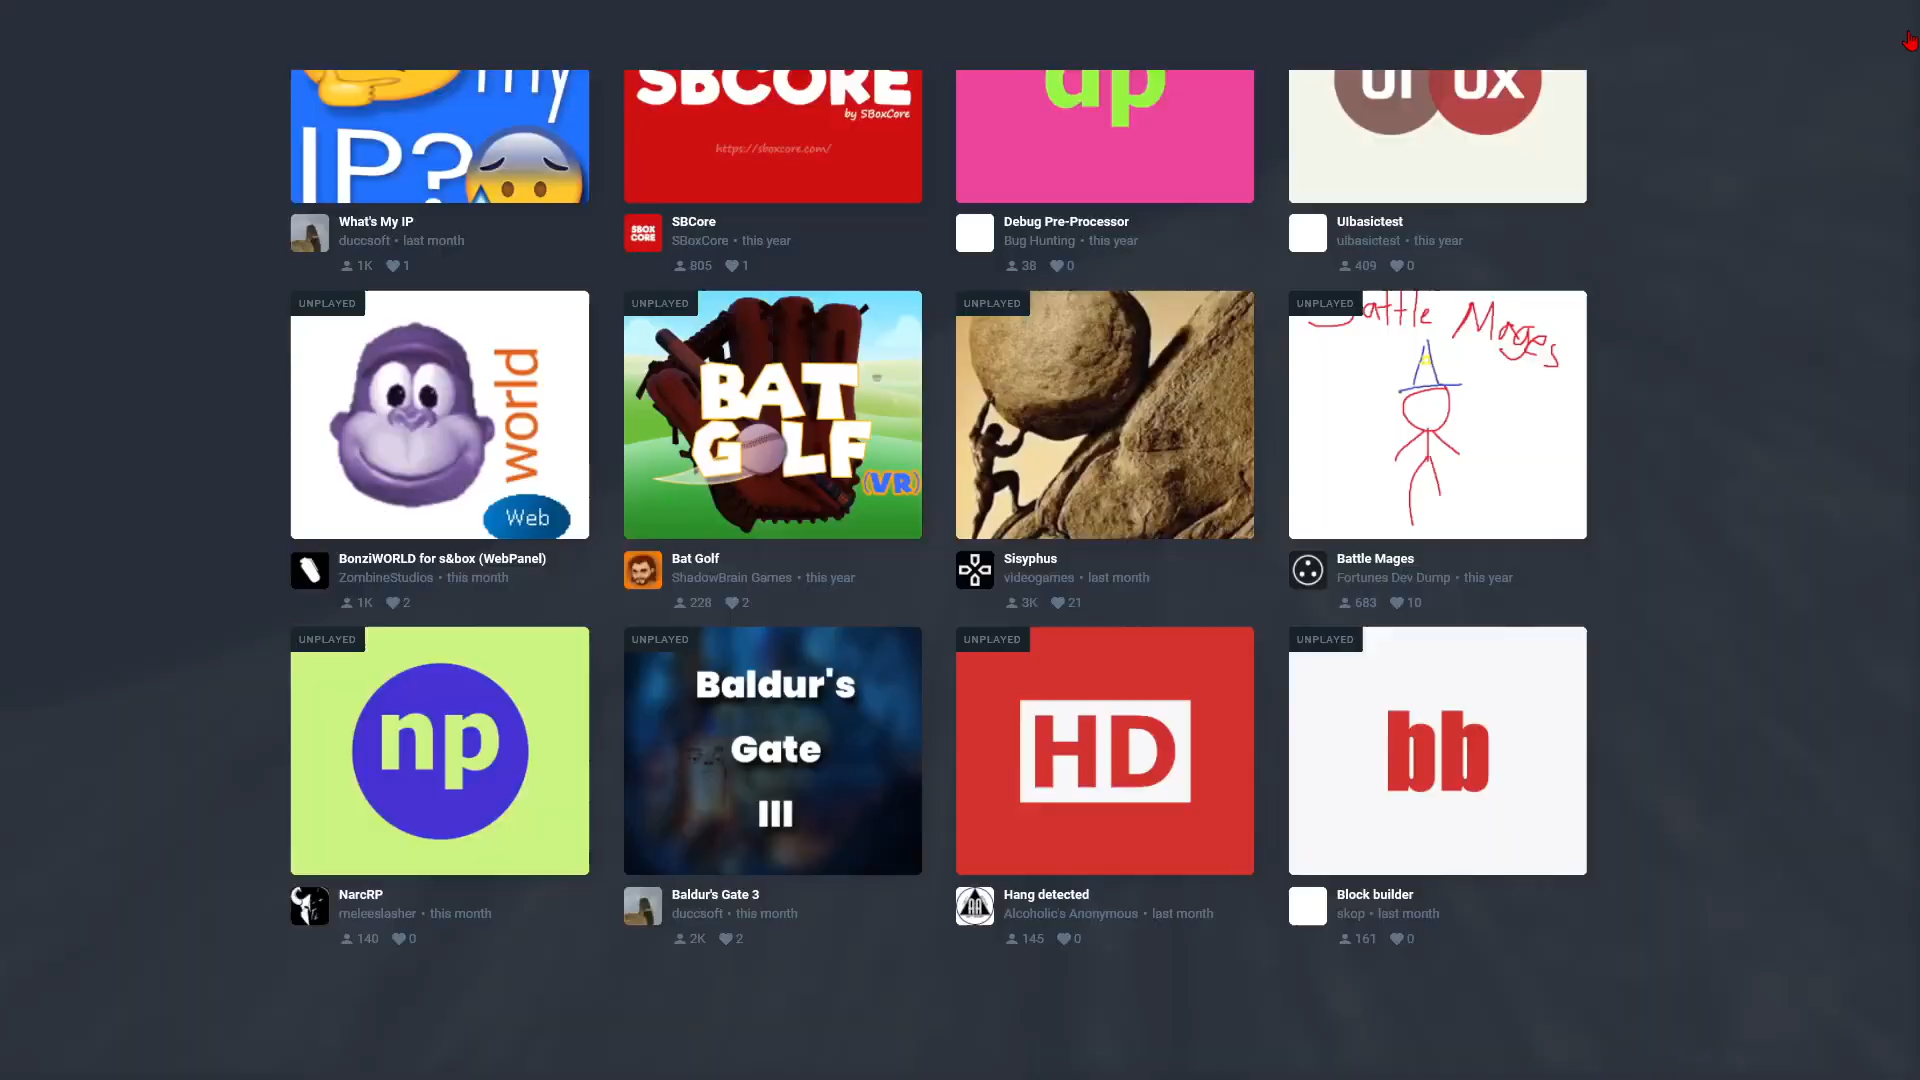 my
IP?
SBCORE
by SBoxCore
https://sboxcore.com/
dp
UI UX
What's My IP
duccsoft • last month
1K 1
SBOX
CORE
SBCore
SBoxCore • this year
805 1
Debug Pre-Processor
Bug Hunting • this year
38 0
UIbasictest
uibasictest • this year
409 0
UNPLAYED
world
Web
UNPLAYED
BAT
GOLF
(VR)
UNPLAYED
UNPLAYED
Battle Mages
BonziWORLD for s&box (WebPanel)
ZombineStudios • this month
1K 2
Bat Golf
ShadowBrain Games • this year
228 2
Sisyphus
videogames • last month
3K 21
Battle Mages
Fortunes Dev Dump • this year
683 10
UNPLAYED
np
UNPLAYED
Baldur's
Gate
III
UNPLAYED
HD
UNPLAYED
bb
NarcRP
meleeslasher • this month
140 0
Baldur's Gate 3
duccsoft • this month
2K 2
AA
Hang detected
Alcoholic's Anonymous • last month
145 0
Block builder
skop • last month
161 0